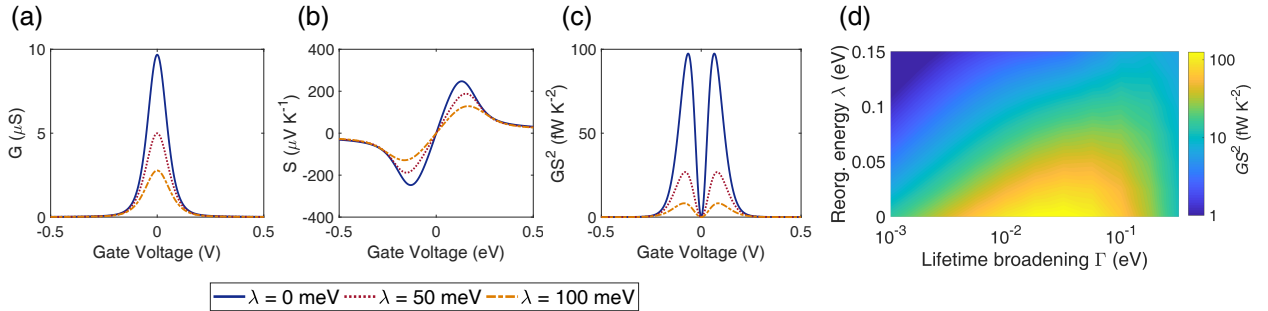 (a)
10
5
0
G (μS)
-0.5
0
0.5
Gate Voltage (V)
(b)
400
200
0
-200
-400
S (μV K⁻¹)
-0.5
0
0.5
Gate Voltage (eV)
(c)
100
50
0
GS² (fW K⁻²)
-0.5
0
0.5
Gate Voltage (V)
λ = 0 meV λ = 50 meV λ = 100 meV
(d)
0.15
0.1
0.05
0
Reorg. energy λ (eV)
10⁻³
10⁻²
10⁻¹
Lifetime broadening Γ (eV)
100
10
1
GS² (fW K⁻²)